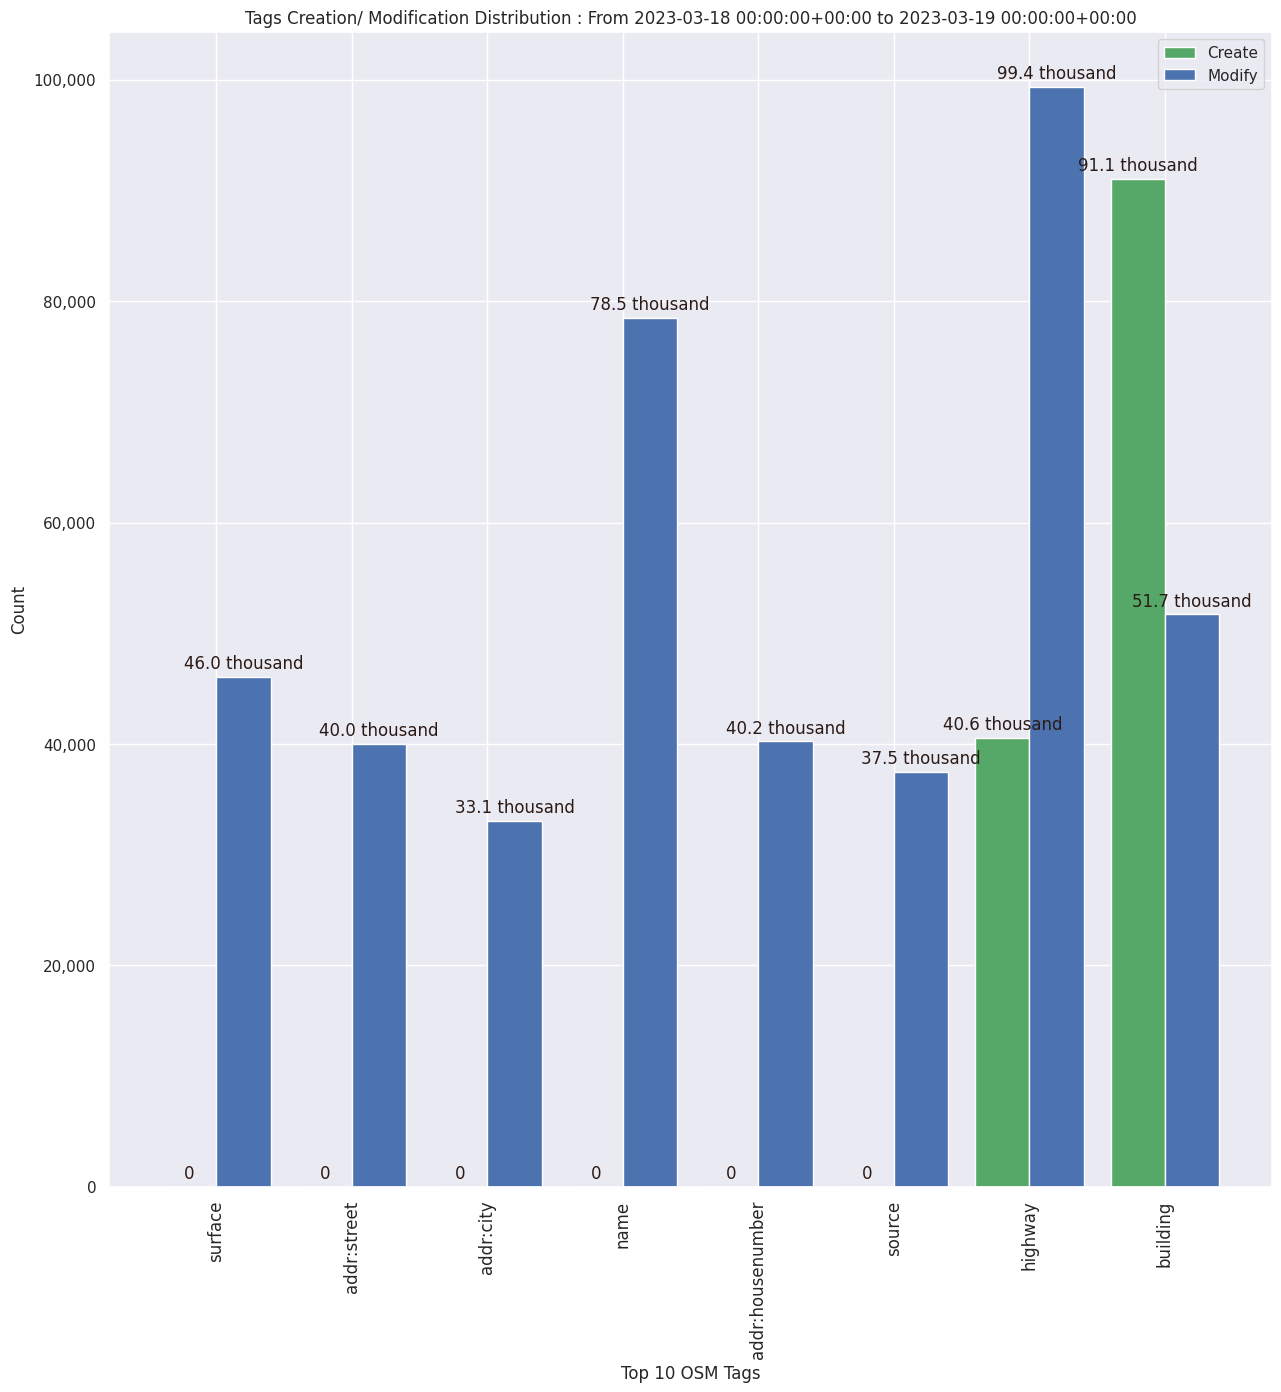 Tags Creation/ Modification Distribution : From 2023-03-18 00:00:00+00:00 to 2023-03-19 00:00:00+00:00
Create
Modify
100,000
80,000
60,000
40,000
20,000
0
Count
99.4 thousand
91.1 thousand
78.5 thousand
51.7 thousand
46.0 thousand
40.0 thousand
40.2 thousand
40.6 thousand
37.5 thousand
33.1 thousand
0
0
0
0
0
0
surface
addr:street
addr:city
name
addr:housenumber
source
highway
building
Top 10 OSM Tags